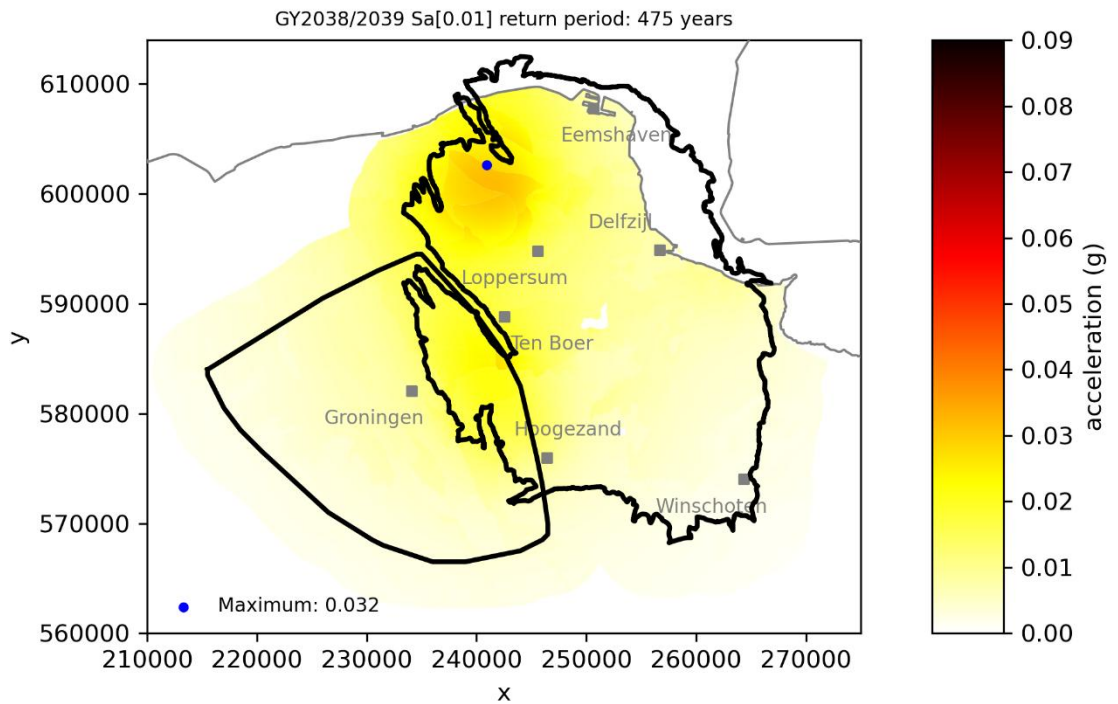 GY2038/2039 Sa[0.01] return period: 475 years
610000
600000
590000
580000
570000
560000
y
Eemshaven
Delfzijl
Loppersum
Ten Boer
Groningen
Hoogezand
Winschoten
Maximum: 0.032
210000 220000 230000 240000 250000 260000 270000
x
0.09
0.08
0.07
0.06
0.05
0.04
0.03
0.02
0.01
0.00
acceleration (g)